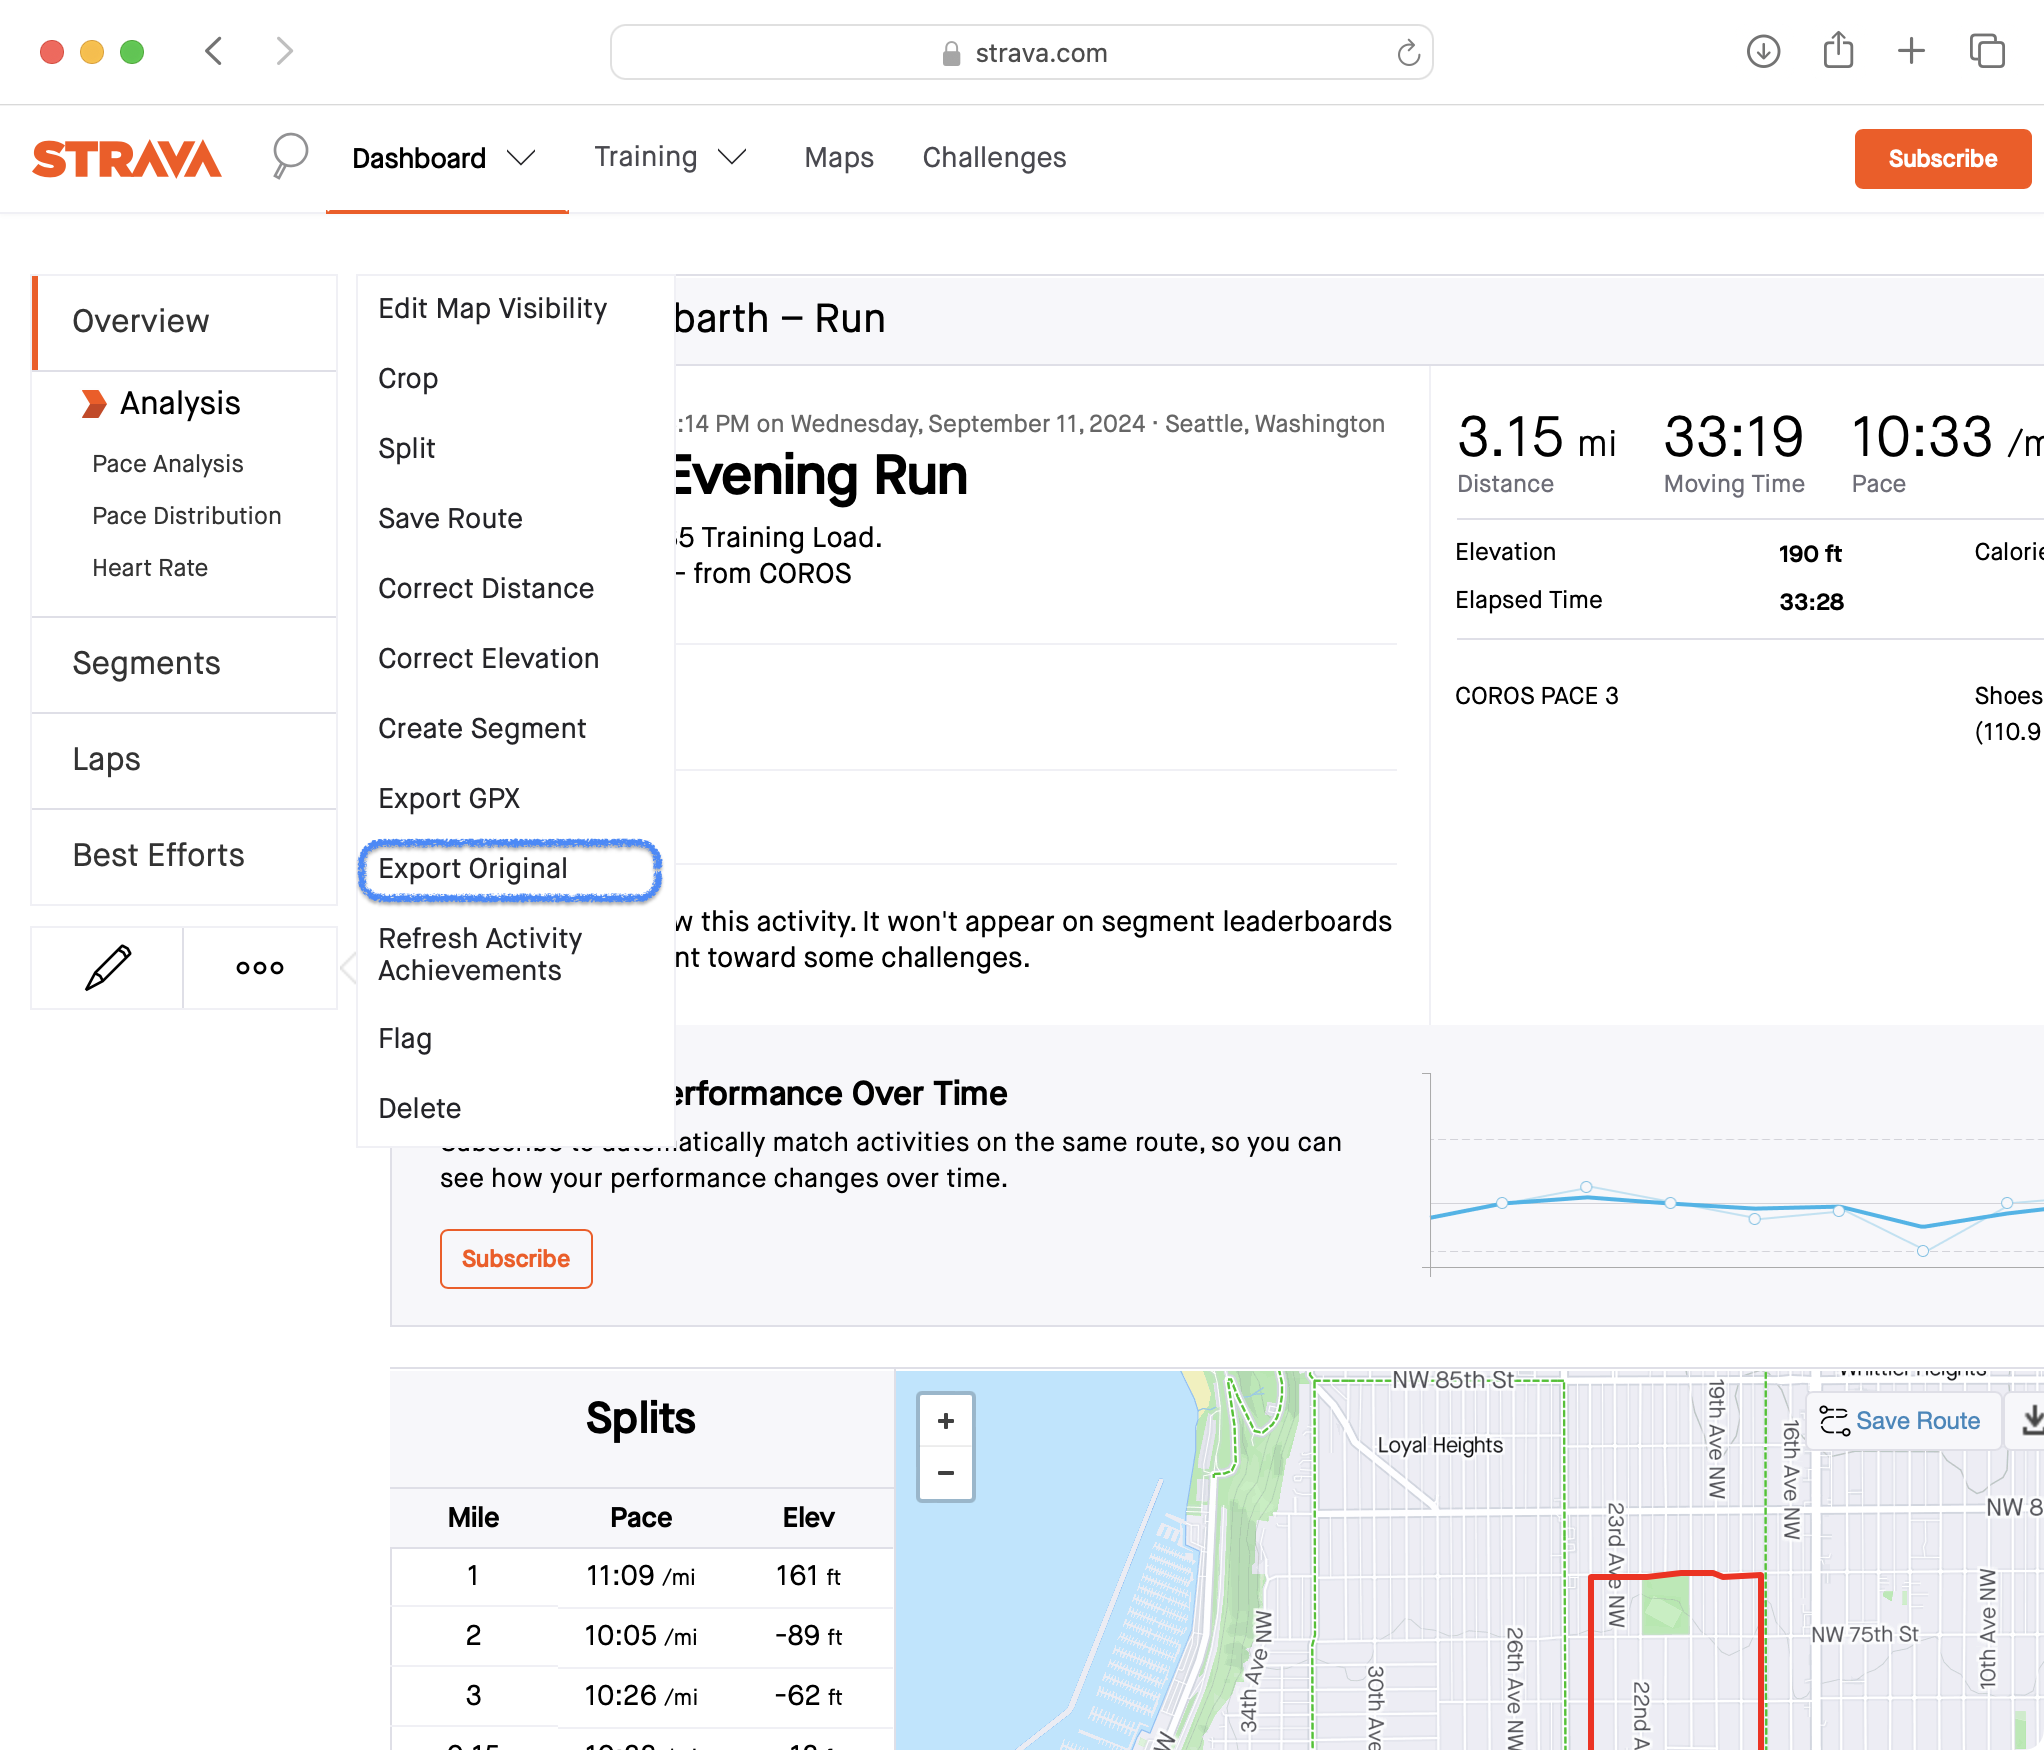 strava.com
STRAVA
Dashboard
Training
Maps
Challenges
Subscribe
Overview
Analysis
Pace Analysis
Pace Distribution
Heart Rate
Segments
Laps
Best Efforts
Edit Map Visibility
Crop
Split
Save Route
Correct Distance
Correct Elevation
Create Segment
Export GPX
Export Original
Refresh Activity
Achievements
Flag
Delete
barth – Run
:14 PM on Wednesday, September 11, 2024 · Seattle, Washington
Evening Run
5 Training Load.
- from COROS
w this activity. It won't appear on segment leaderboards
nt toward some challenges.
3.15 mi 33:19 10:33 /m
Distance Moving Time Pace
Elevation 190 ft Calorie
Elapsed Time 33:28
COROS PACE 3 Shoes
(110.9
erformance Over Time
Subscribe to automatically match activities on the same route, so you can
see how your performance changes over time.
Subscribe
Splits
Mile Pace Elev
1 11:09 /mi 161 ft
2 10:05 /mi -89 ft
3 10:26 /mi -62 ft
+
−
NW 85th St
Whittier Heights
Save Route
Loyal Heights
19th Ave NW
16th Ave NW
NW 8
23rd Ave NW
NW 75th St
10th Ave NW
34th Ave NW
26th Ave NW
30th Ave
22nd A
W